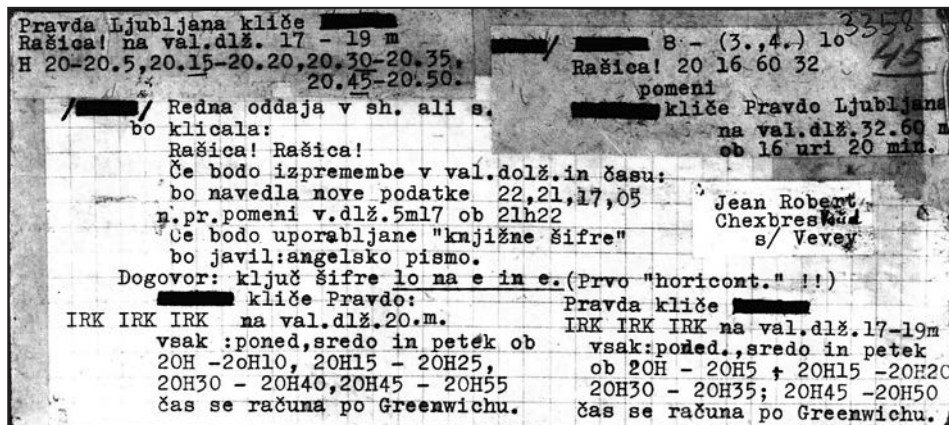 Pravda Ljubljana kliče
Rašica! na val.dlž. 17 - 19 m
H 20-20.5,20.15-20.20,20.30-20.35,
20.45-20.50.
3358
45
/ 8 - (3.,4.) lo
Rašica! 20 16 60 32
pomeni
kliče Pravdo Ljubljana
na val.dlž.32.60 m
ob 16 uri 20 min.
/ / Redna oddaja v sh. ali s.
bo klicala:
Rašica! Rašica!
Če bodo izpremembe v val.dolž.in času:
bo navedla nove podatke 22,21,17,05
n.pr.pomeni v.dlž.5m17 ob 21h22
Če bodo uporabljane "knjižne šifre"
bo javil:angelsko pismo.
Jean Robert
Chexbres
s/ Vevey
Dogovor: ključ šifre lo na e in e.(Prvo "horicont." !!)
kliče Pravdo:
IRK IRK IRK na val.dlž.20.m.
vsak :poned,sredo in petek ob
20H -20H10, 20H15 - 20H25,
20H30 - 20H40,20H45 - 20H55
čas se računa po Greenwichu.
Pravda kliče
IRK IRK IRK na val.dlž.17-19m
vsak:poned.,sredo in petek
ob 20H - 20H5 + 20H15 -20H20
20H30 - 20H35; 20H45 -20H50
čas se računa po Greenwichu.